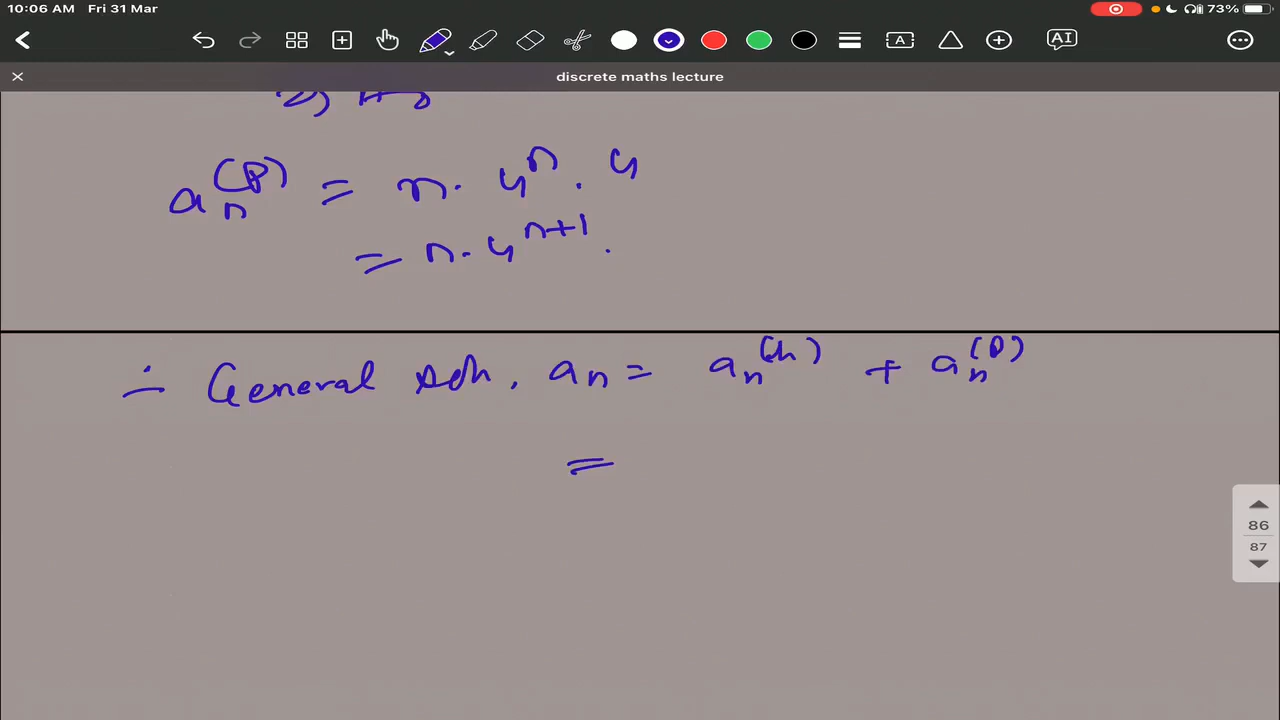 10:06 AM Fri 31 Mar 73%
A AI
discrete maths lecture
a_n^(p) = n. 4^n . 4
= n. 4^(n+1) .
∴ General soln. a_n = a_n^(h) + a_n^(p)
=
86
87